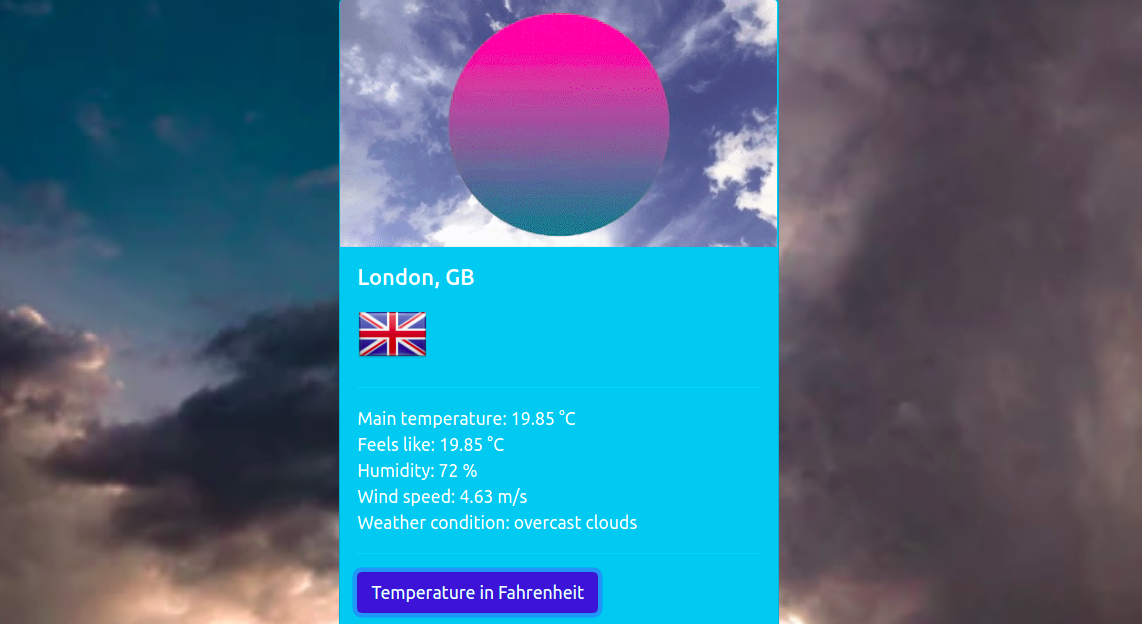 London, GB
Main temperature: 19.85 °C
Feels like: 19.85 °C
Humidity: 72 %
Wind speed: 4.63 m/s
Weather condition: overcast clouds
Temperature in Fahrenheit